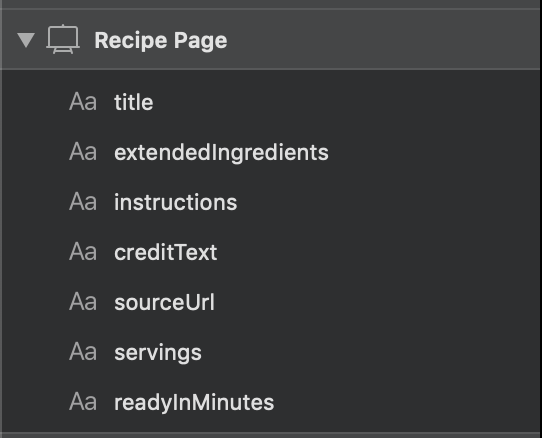 Recipe Page
Aa title
Aa extendedIngredients
Aa instructions
Aa creditText
Aa sourceUrl
Aa servings
Aa readyInMinutes